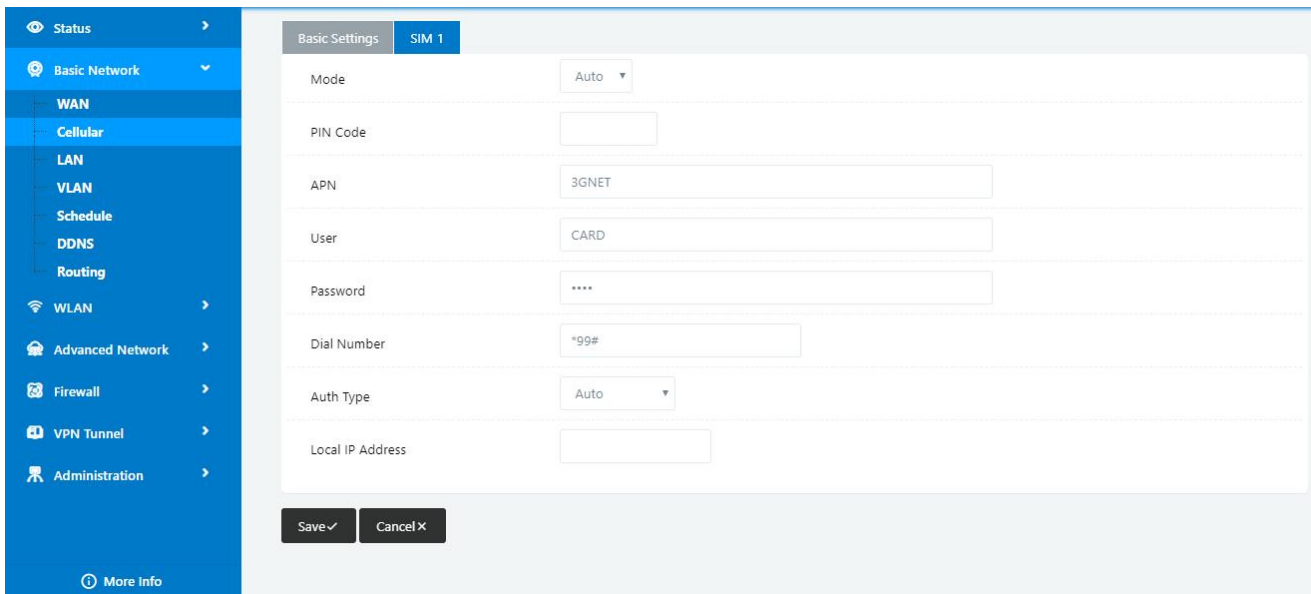 Status
Basic Network
WAN
Cellular
LAN
VLAN
Schedule
DDNS
Routing
WLAN
Advanced Network
Firewall
VPN Tunnel
Administration
More Info
Basic Settings SIM 1
Mode Auto
PIN Code
APN 3GNET
User CARD
Password ••••
Dial Number *99#
Auth Type Auto
Local IP Address
Save Cancel